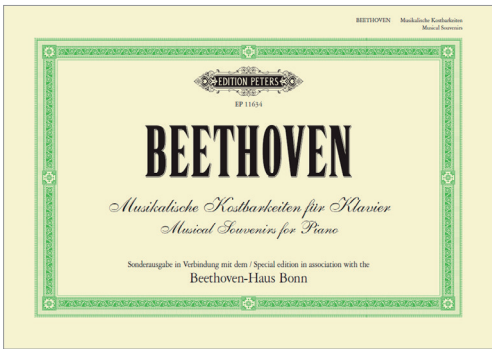 BEETHOVEN Musikalische Kostbarkeiten
Musical Souvenirs
EDITION PETERS
EP 11634
BEETHOVEN
Musikalische Kostbarkeiten für Klavier
Musical Souvenirs for Piano
Sonderausgabe in Verbindung mit dem / Special edition in association with the
Beethoven-Haus Bonn